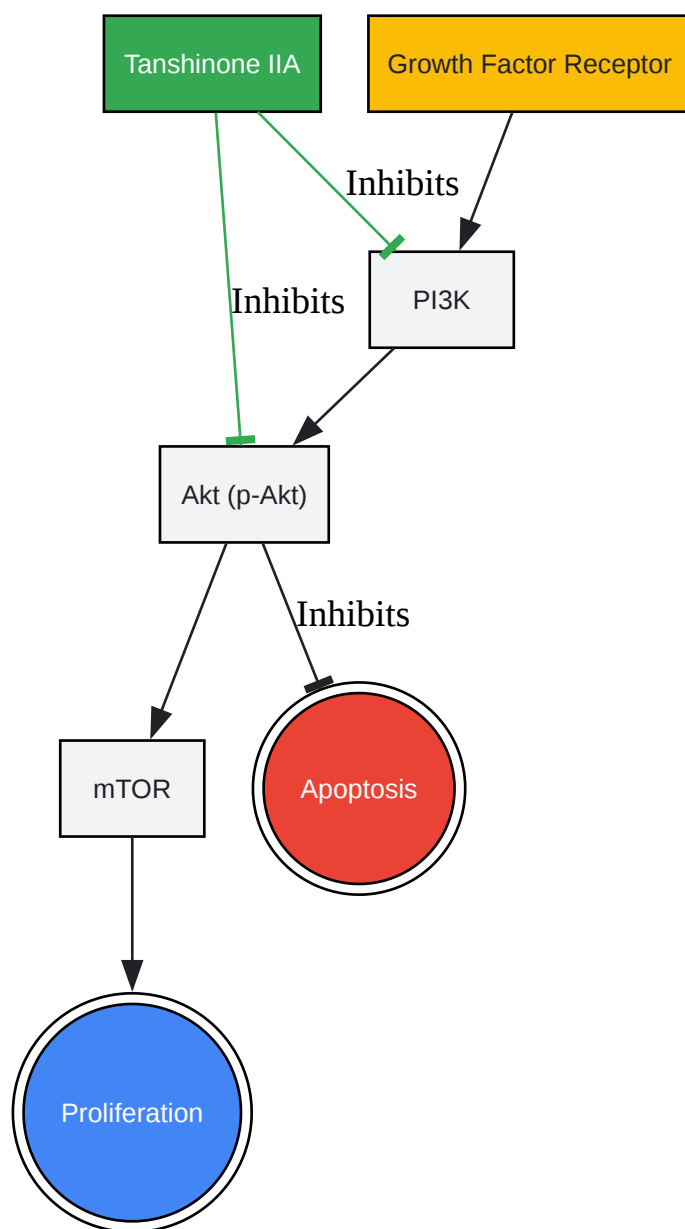 Tanshinone IIA
Growth Factor Receptor
Inhibits
PI3K
Inhibits
Akt (p-Akt)
Inhibits
mTOR
Apoptosis
Proliferation